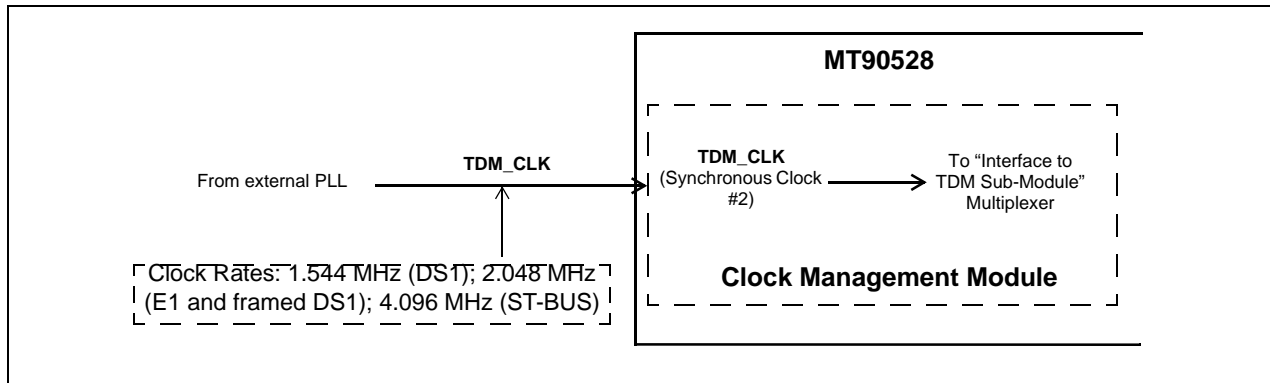 MT90528
From external PLL
TDM_CLK
TDM_CLK
(Synchronous Clock
#2)
To “Interface to
TDM Sub-Module”
Multiplexer
Clock Rates: 1.544 MHz (DS1); 2.048 MHz
(E1 and framed DS1); 4.096 MHz (ST-BUS)
Clock Management Module